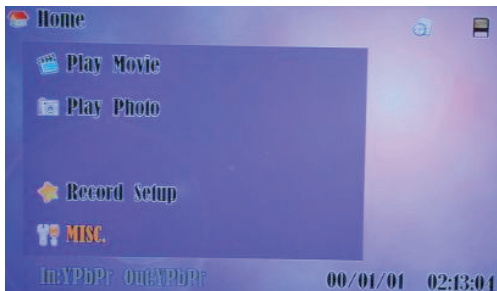 Home
Play Movie
Play Photo
Record Setup
MISC.
In:YPbPr Out:YPbPr
00/01/01 02:13:04